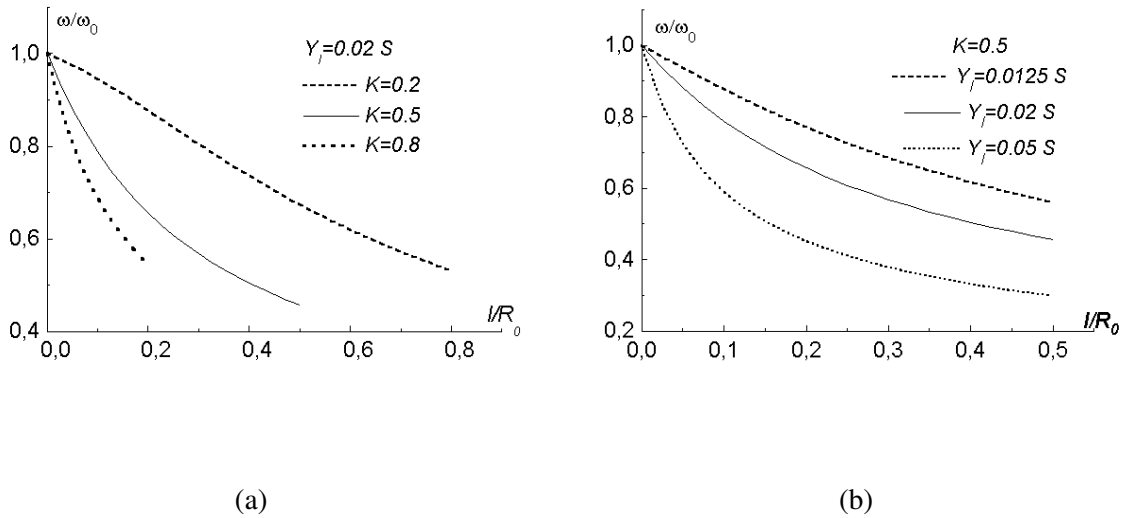 ω/ω0
1,0
0,8
0,6
0,4
0,0
0,2
0,4
0,6
0,8
l/R0
Yl=0.02 S
K=0.2
K=0.5
K=0.8
(a)
ω/ω0
1,0
0,8
0,6
0,4
0,2
0,0
0,1
0,2
0,3
0,4
0,5
l/R0
K=0.5
Yl=0.0125 S
Yl=0.02 S
Yl=0.05 S
(b)